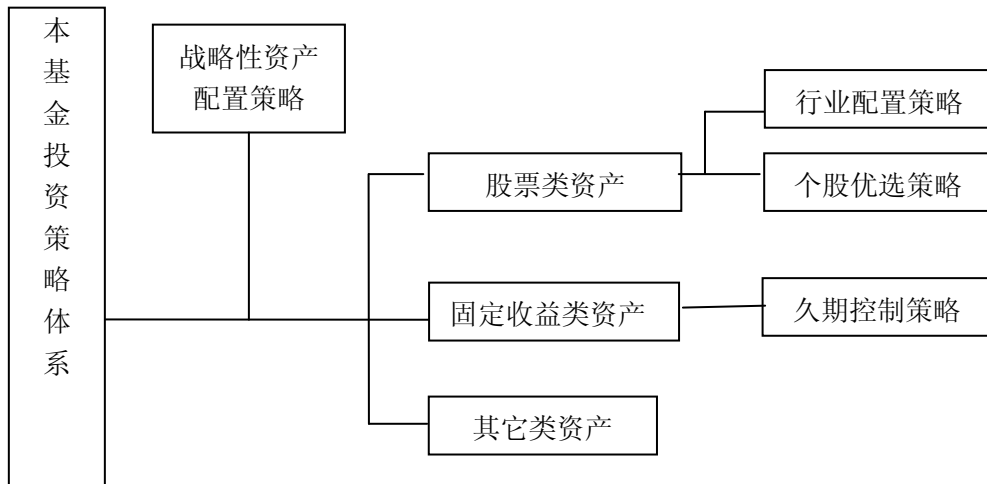 本基金投资策略体系
战略性资产
配置策略
行业配置策略
股票类资产
个股优选策略
固定收益类资产
久期控制策略
其它类资产